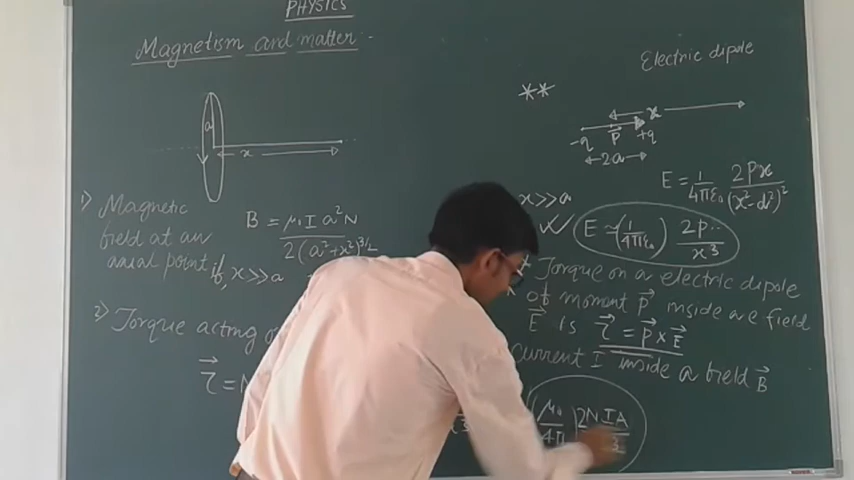 PHYSICS
Magnetism and matter
Electric dipole
**
a
x
x
-q P⃗ +q
2a
1) Magnetic
field at an
axial point if, x>>a
B = μ₀Ia²N / 2(a²+x²)^3/2
E = 1/4πε₀ 2Px/(x²-a²)²
x>>a
E ≈ (1/4πε₀) 2P / x³
* Torque on a electric dipole
of moment P⃗ inside a e field
E⃗ is τ⃗ = P⃗ x E⃗
2) Torque acting
current I inside a field B⃗
τ⃗ = N
(μ₀/4π) 2NIA / 3